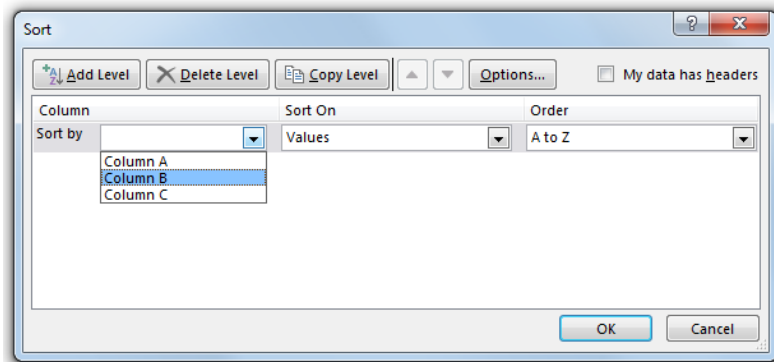 Sort
Add Level Delete Level Copy Level Options... My data has headers
Column Sort On Order
Sort by Values A to Z
Column A
Column B
Column C
OK Cancel